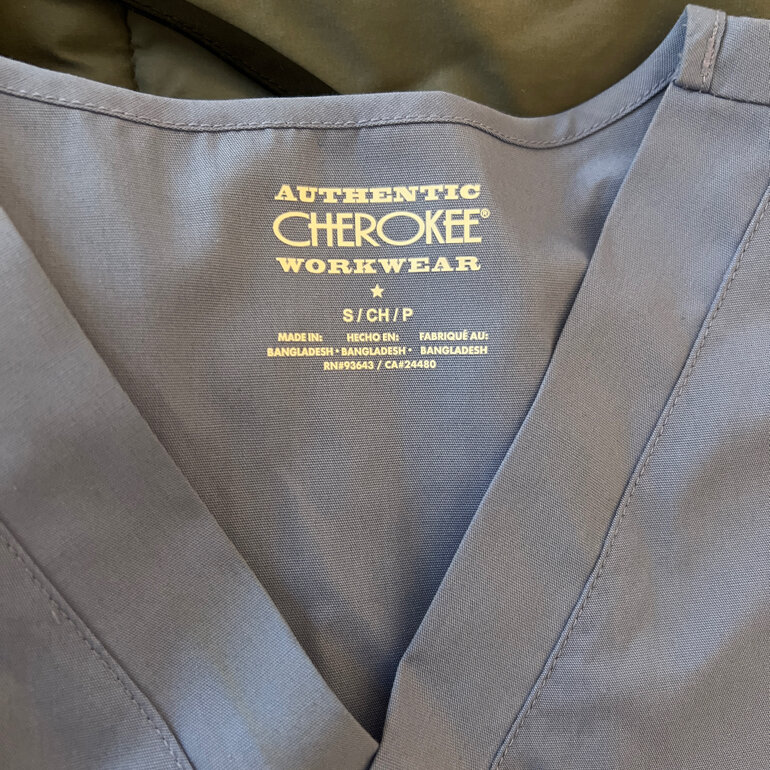 AUTHENTIC
CHEROKEE®
WORKWEAR
S / CH / P
MADE IN: HECHO EN: FABRIQUÉ AU:
BANGLADESH • BANGLADESH • BANGLADESH
RN#93643 / CA#24480